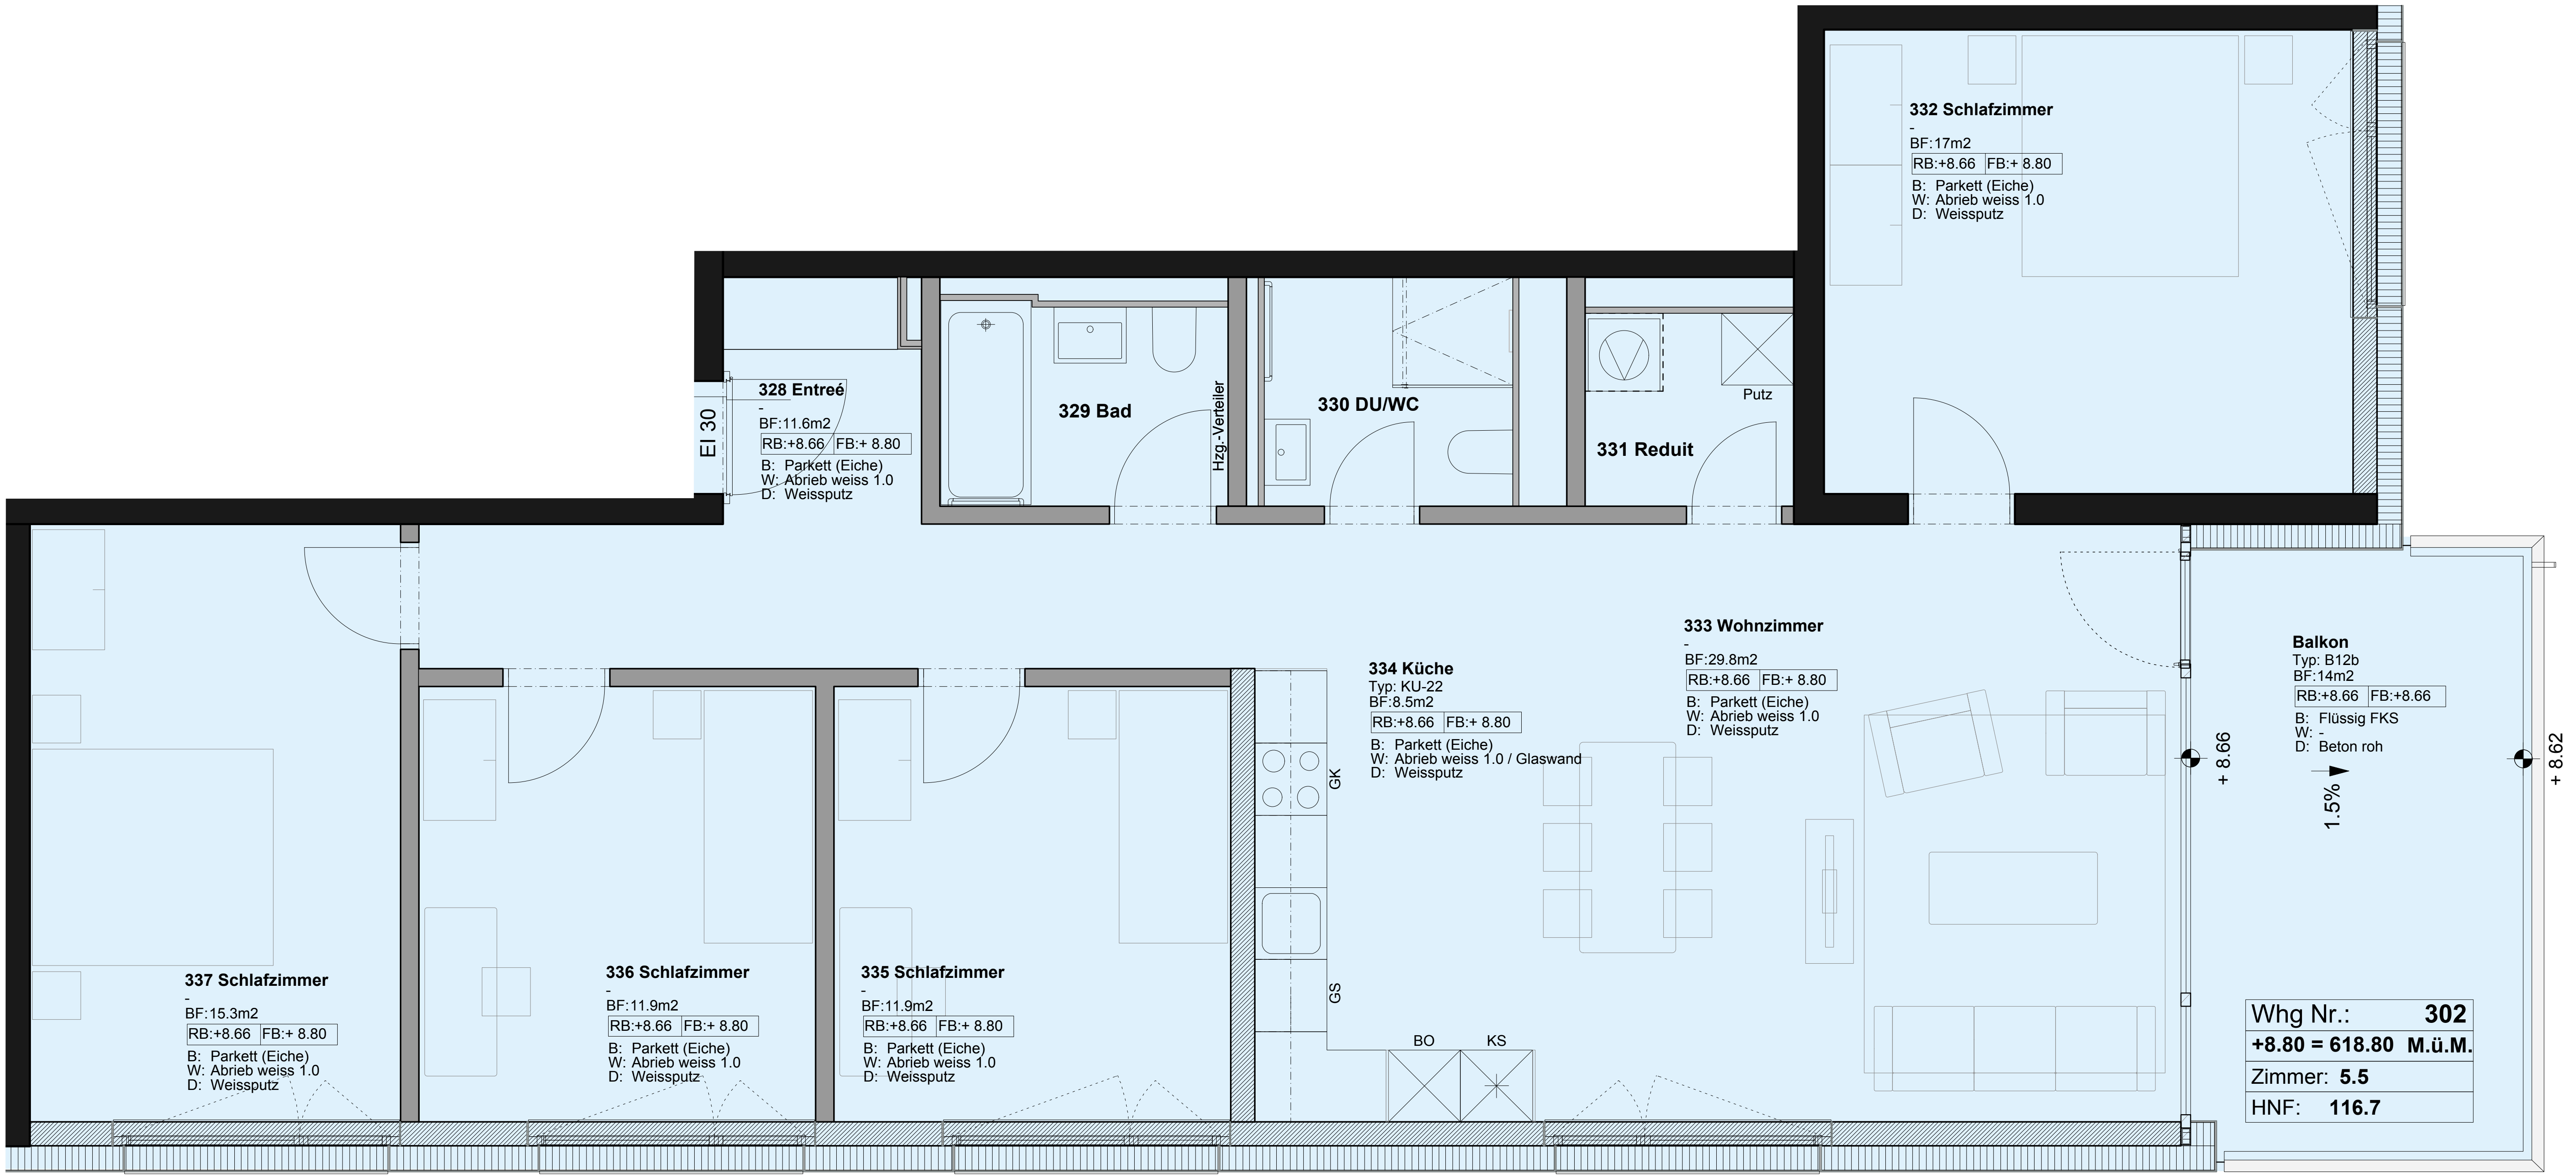 332 Schlafzimmer
-
BF:17m2
RB:+8.66 FB:+ 8.80
B: Parkett (Eiche)
W: Abrieb weiss 1.0
D: Weissputz
328 Entreé
-
BF:11.6m2
RB:+8.66 FB:+ 8.80
B: Parkett (Eiche)
W: Abrieb weiss 1.0
D: Weissputz
EI 30
329 Bad
Hzg.-Verteiler
330 DU/WC
331 Reduit
Putz
333 Wohnzimmer
-
BF:29.8m2
RB:+8.66 FB:+ 8.80
B: Parkett (Eiche)
W: Abrieb weiss 1.0
D: Weissputz
334 Küche
Typ: KU-22
BF:8.5m2
RB:+8.66 FB:+ 8.80
B: Parkett (Eiche)
W: Abrieb weiss 1.0 / Glaswand
D: Weissputz
GK
GS
BO
KS
Balkon
Typ: B12b
BF:14m2
RB:+8.66 FB:+8.66
B: Flüssig FKS
W: -
D: Beton roh
1.5%
+ 8.66
+ 8.62
337 Schlafzimmer
-
BF:15.3m2
RB:+8.66 FB:+ 8.80
B: Parkett (Eiche)
W: Abrieb weiss 1.0
D: Weissputz
336 Schlafzimmer
-
BF:11.9m2
RB:+8.66 FB:+ 8.80
B: Parkett (Eiche)
W: Abrieb weiss 1.0
D: Weissputz
335 Schlafzimmer
-
BF:11.9m2
RB:+8.66 FB:+ 8.80
B: Parkett (Eiche)
W: Abrieb weiss 1.0
D: Weissputz
Whg Nr.: 302
+8.80 = 618.80 M.ü.M.
Zimmer: 5.5
HNF: 116.7